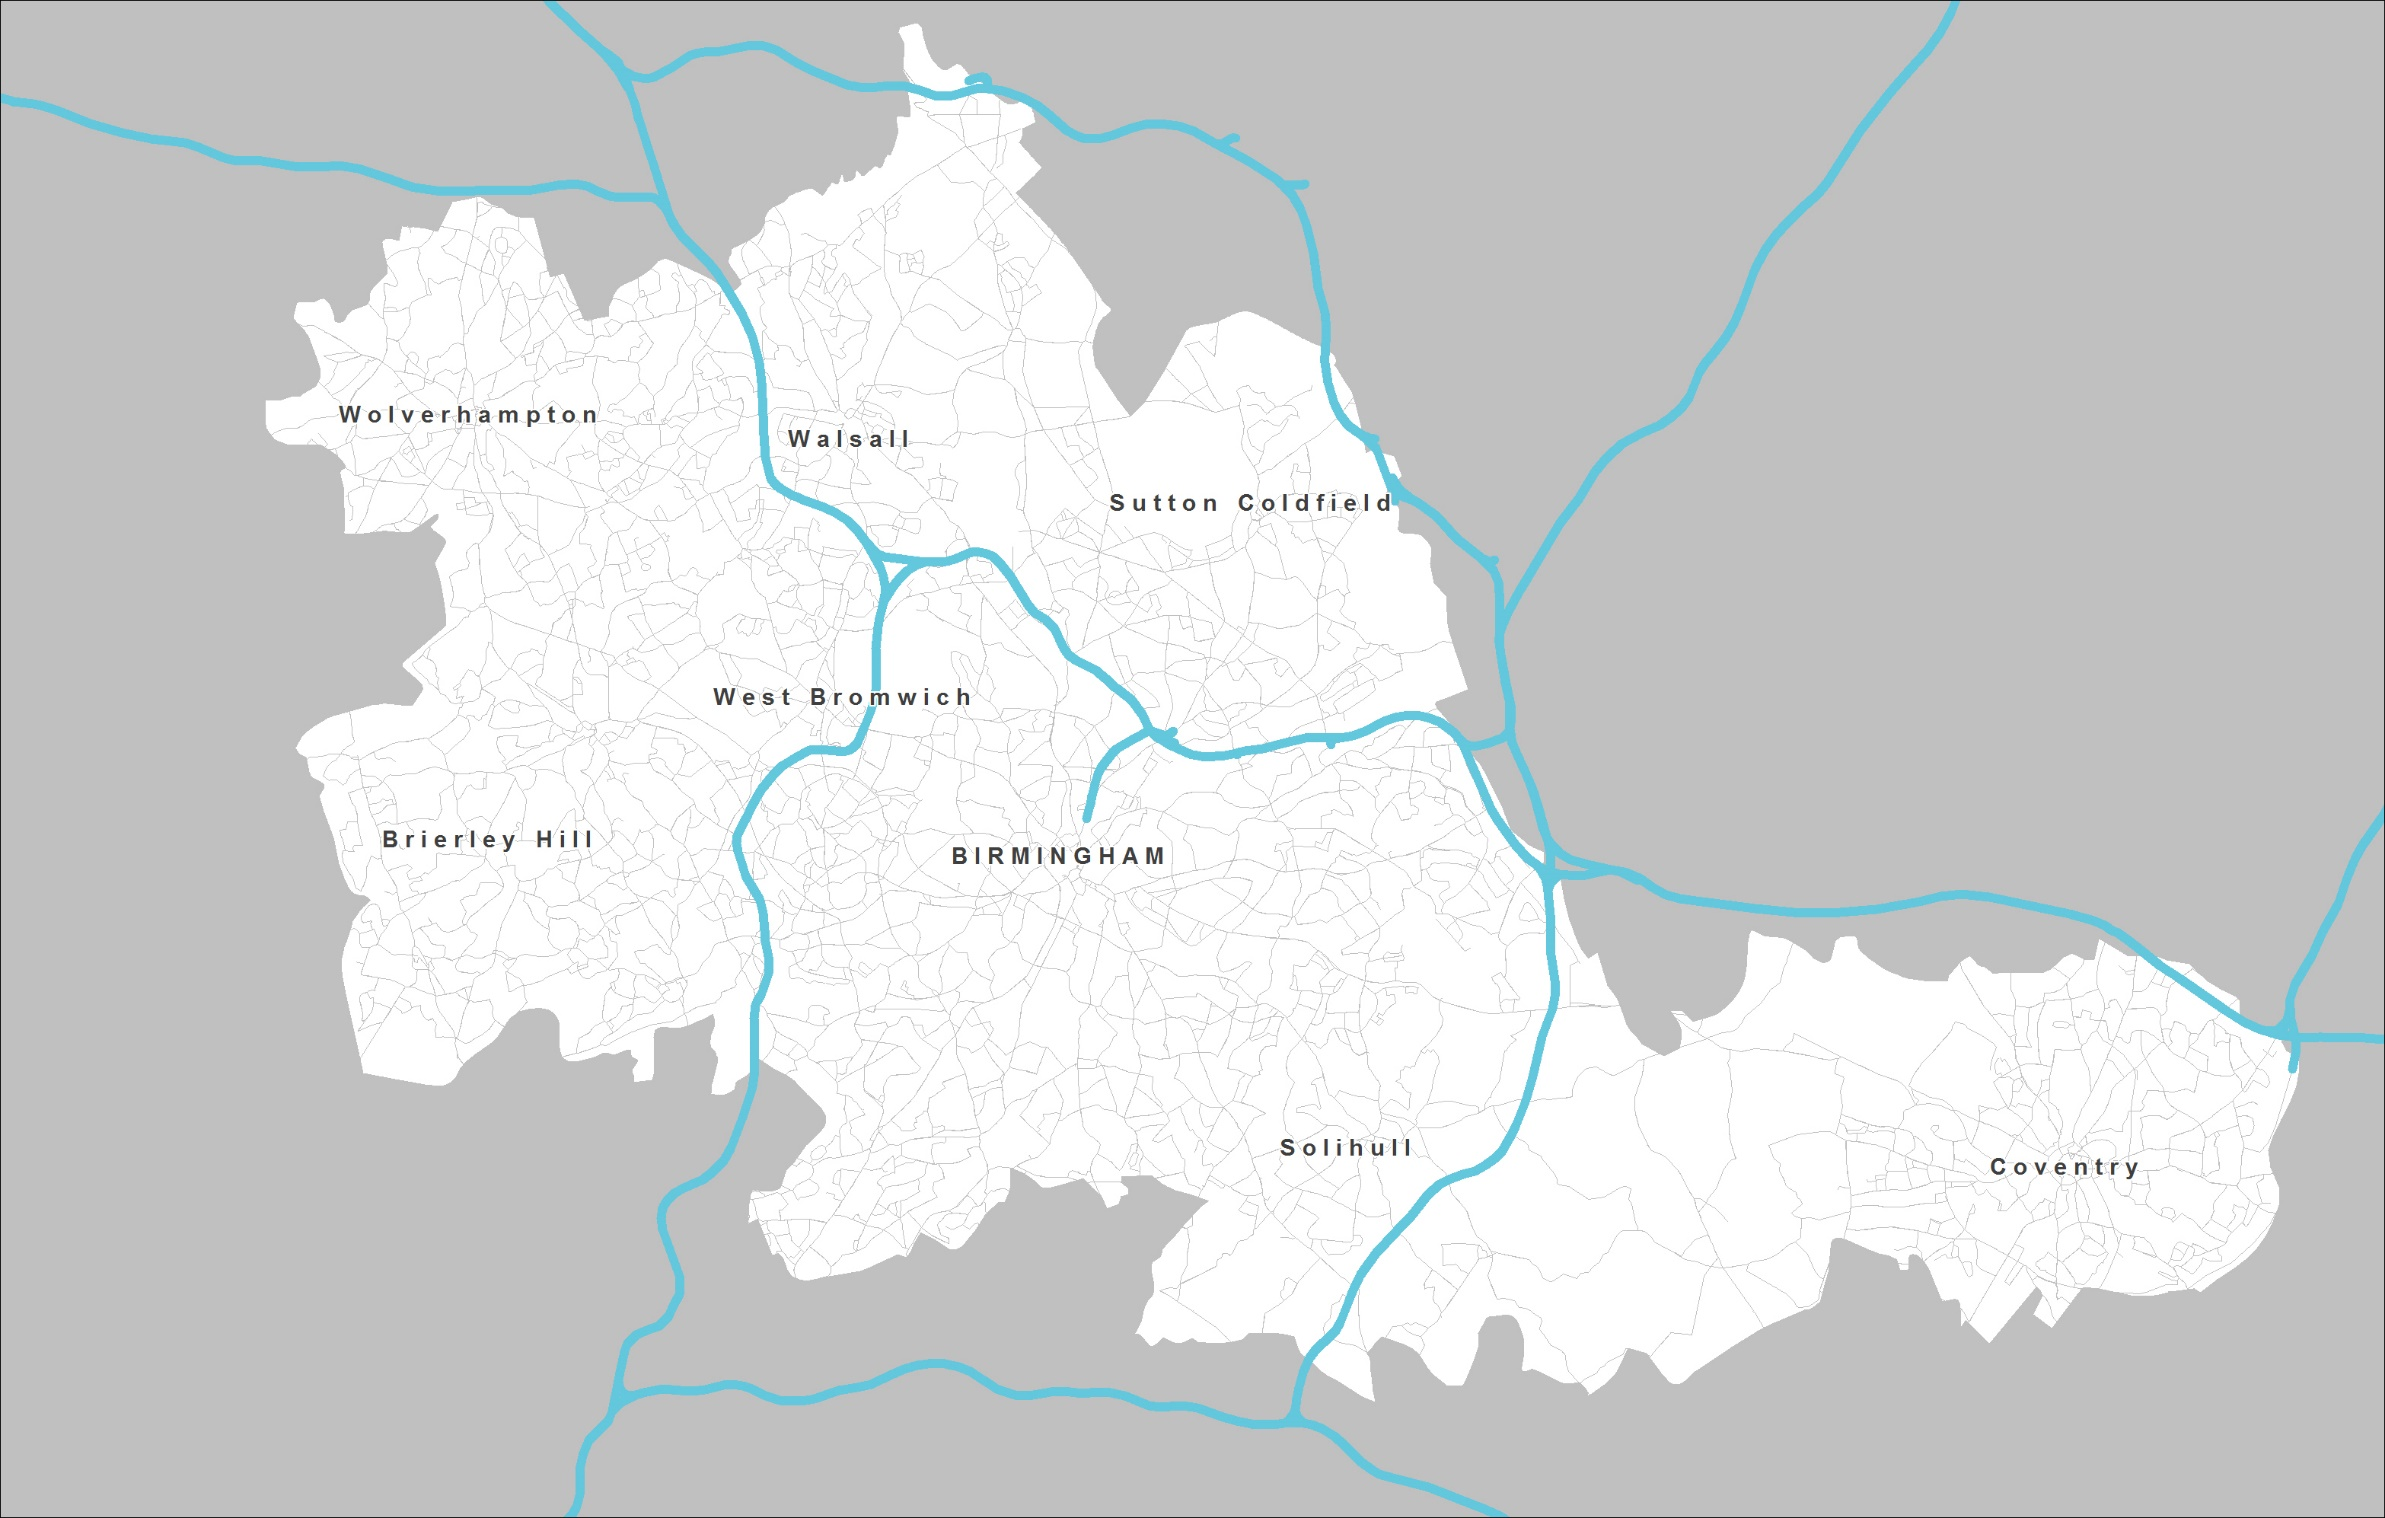 Wolverhampton
Walsall
Sutton Coldfield
West Bromwich
Brierley Hill
BIRMINGHAM
Solihull
Coventry